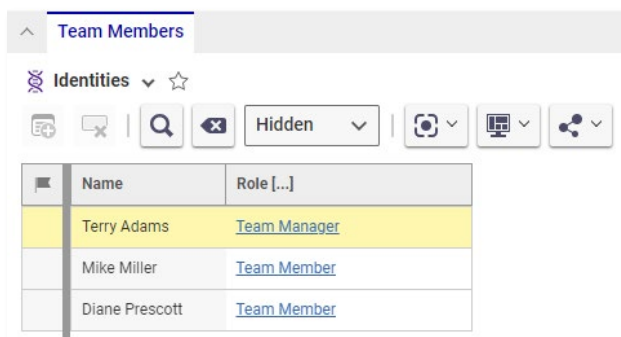 Team Members
Identities
Hidden
Name Role [...]
Terry Adams Team Manager
Mike Miller Team Member
Diane Prescott Team Member